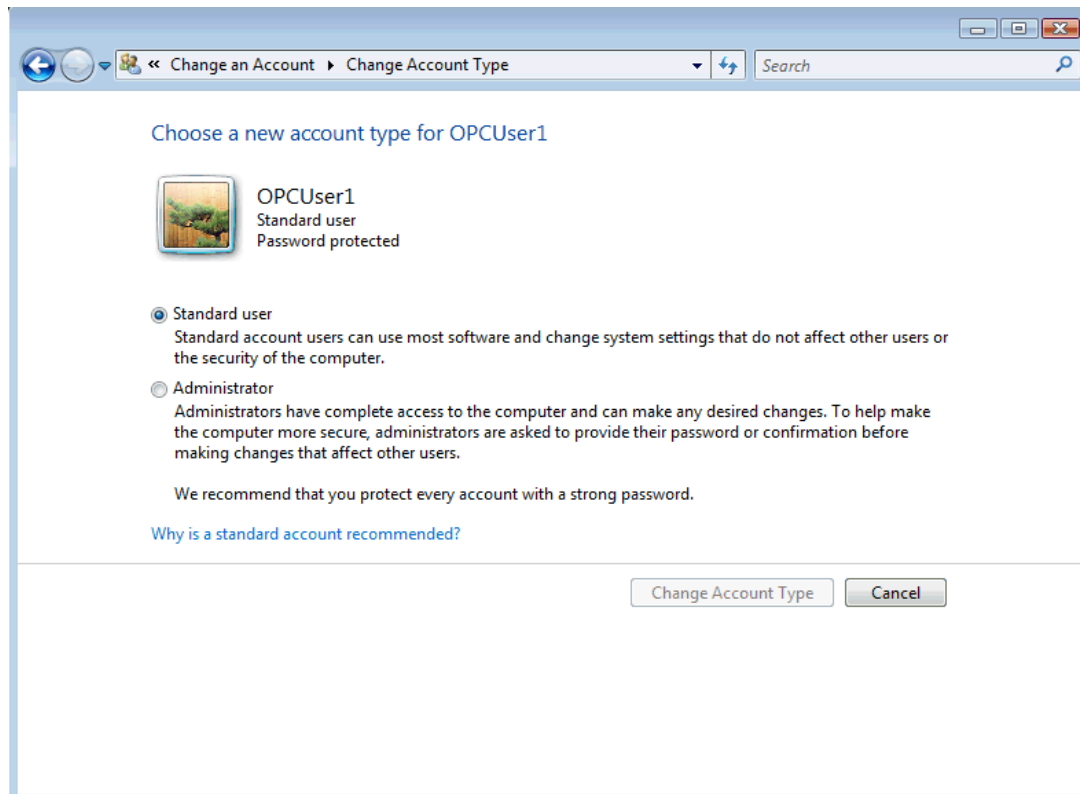 « Change an Account ▸ Change Account Type
Search
Choose a new account type for OPCUser1
OPCUser1
Standard user
Password protected
Standard user
Standard account users can use most software and change system settings that do not affect other users or
the security of the computer.
Administrator
Administrators have complete access to the computer and can make any desired changes. To help make
the computer more secure, administrators are asked to provide their password or confirmation before
making changes that affect other users.
We recommend that you protect every account with a strong password.
Why is a standard account recommended?
Change Account Type
Cancel